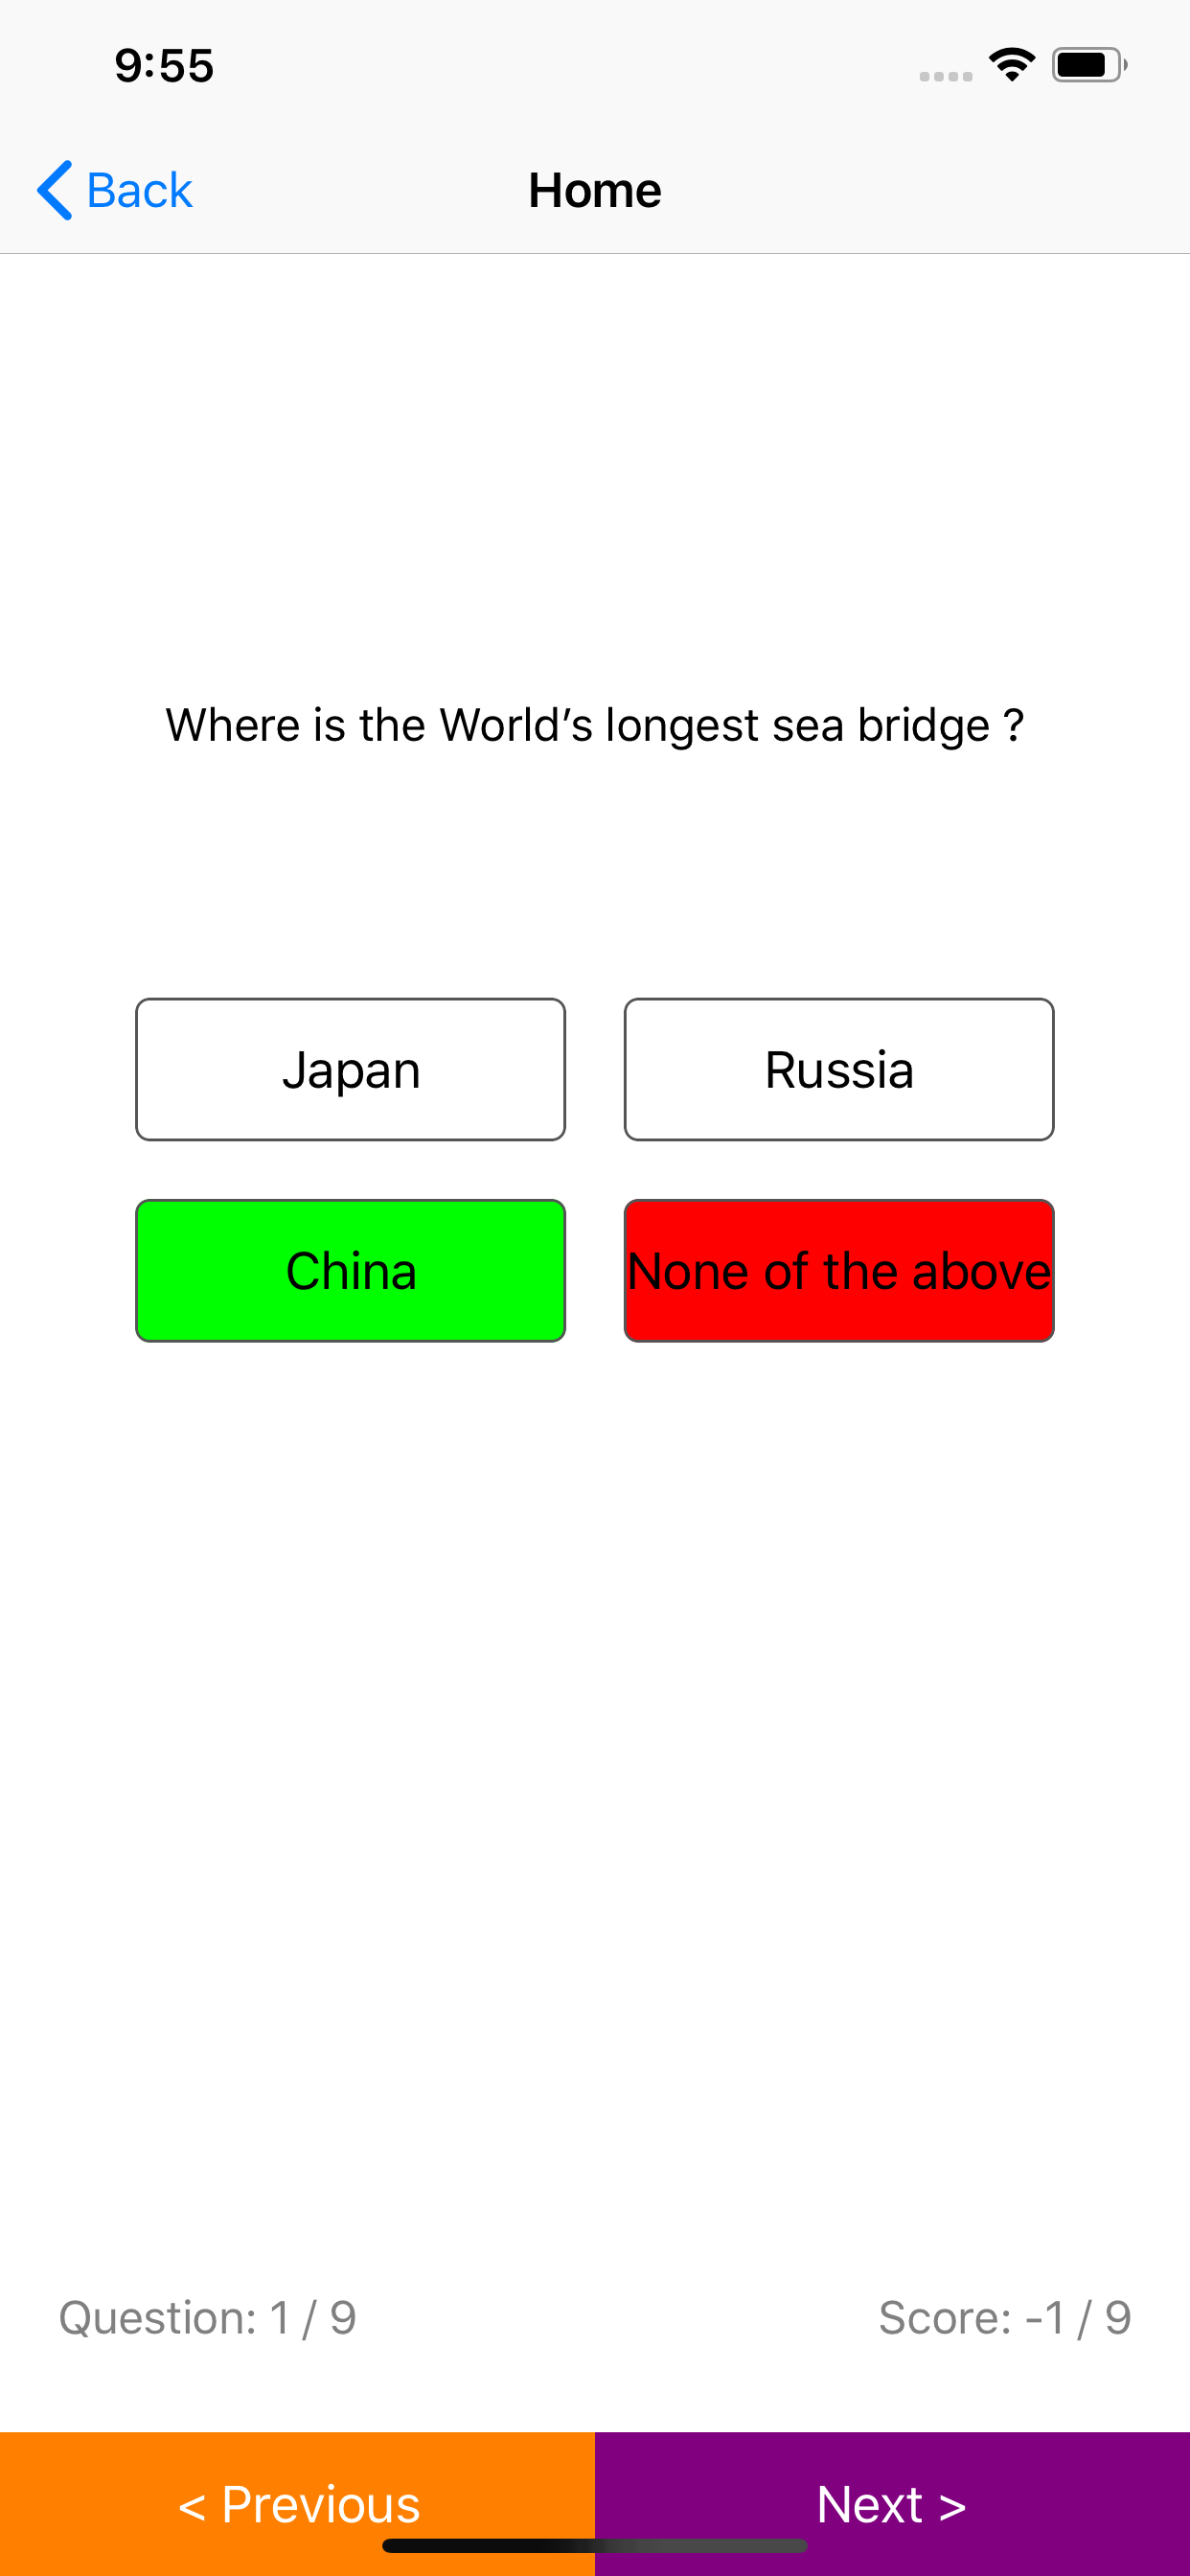 9:55
Back
Home
Where is the World’s longest sea bridge ?
Japan
Russia
China
None of the above
Question: 1 / 9
Score: -1 / 9
< Previous
Next >